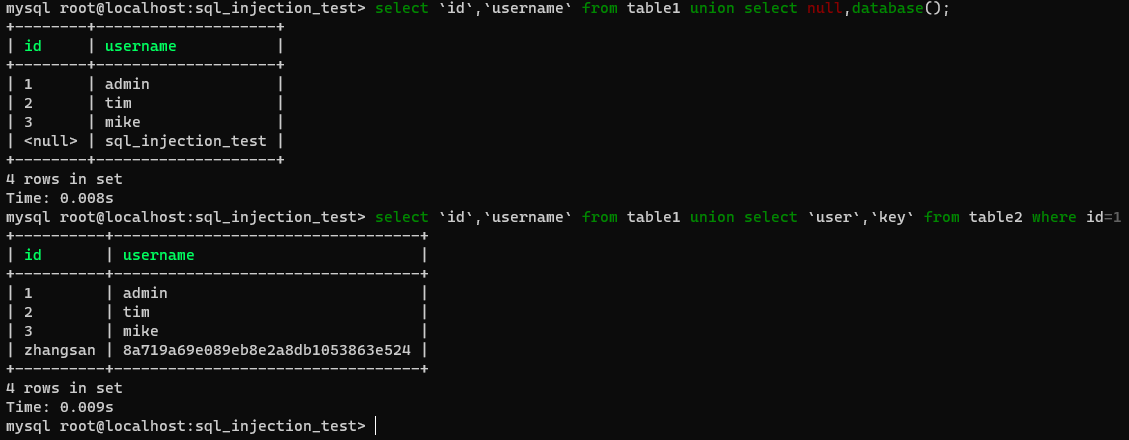 mysql root@localhost:sql_injection_test> select `id`,`username` from table1 union select null,database();
+--------+--------------------+
| id     | username           |
+--------+--------------------+
| 1      | admin              |
| 2      | tim                |
| 3      | mike               |
| <null> | sql_injection_test |
+--------+--------------------+
4 rows in set
Time: 0.008s
mysql root@localhost:sql_injection_test> select `id`,`username` from table1 union select `user`,`key` from table2 where id=1
+----------+----------------------------------+
| id       | username                         |
+----------+----------------------------------+
| 1        | admin                            |
| 2        | tim                              |
| 3        | mike                             |
| zhangsan | 8a719a69e089eb8e2a8db1053863e524 |
+----------+----------------------------------+
4 rows in set
Time: 0.009s
mysql root@localhost:sql_injection_test>